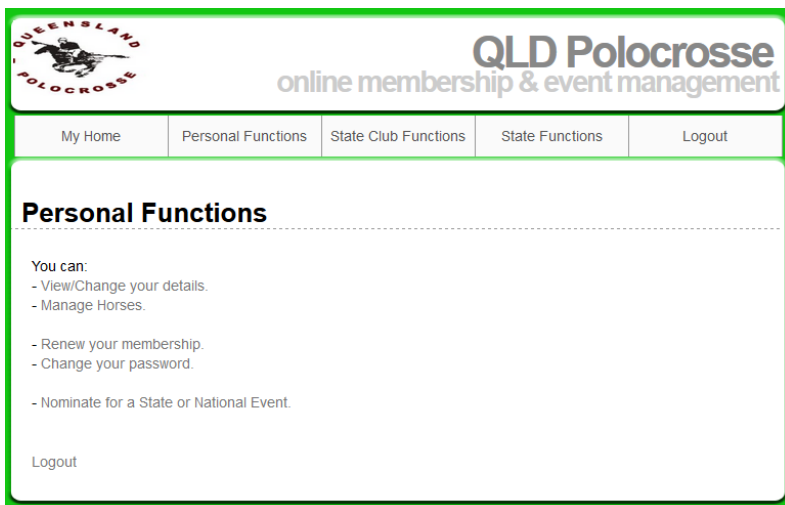 QUEENSLAND
- POLOCROSSE
QLD Polocrosse
online membership & event management
My Home
Personal Functions
State Club Functions
State Functions
Logout
Personal Functions
You can:
- View/Change your details.
- Manage Horses.
- Renew your membership.
- Change your password.
- Nominate for a State or National Event.
Logout